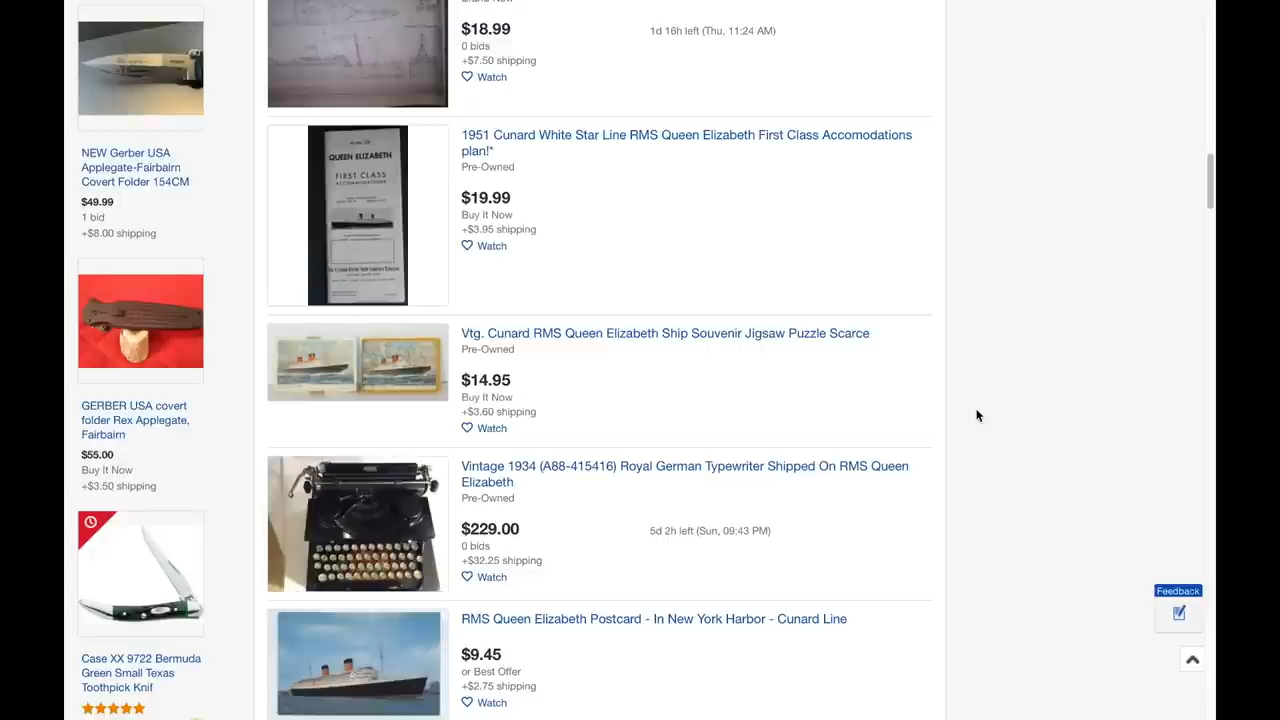 NEW Gerber USA
Applegate-Fairbairn
Covert Folder 154CM
$49.99
1 bid
+$8.00 shipping
GERBER USA covert
folder Rex Applegate,
Fairbairn
$55.00
Buy It Now
+$3.50 shipping
Case XX 9722 Bermuda
Green Small Texas
Toothpick Knif
$18.99
1d 16h left (Thu, 11:24 AM)
0 bids
+$7.50 shipping
Watch
QUEEN ELIZABETH
FIRST CLASS
1951 Cunard White Star Line RMS Queen Elizabeth First Class Accomodations
plan!*
Pre-Owned
$19.99
Buy It Now
+$3.95 shipping
Watch
Vtg. Cunard RMS Queen Elizabeth Ship Souvenir Jigsaw Puzzle Scarce
Pre-Owned
$14.95
Buy It Now
+$3.60 shipping
Watch
Vintage 1934 (A88-415416) Royal German Typewriter Shipped On RMS Queen
Elizabeth
Pre-Owned
$229.00
5d 2h left (Sun, 09:43 PM)
0 bids
+$32.25 shipping
Watch
RMS Queen Elizabeth Postcard - In New York Harbor - Cunard Line
$9.45
or Best Offer
+$2.75 shipping
Watch
Feedback